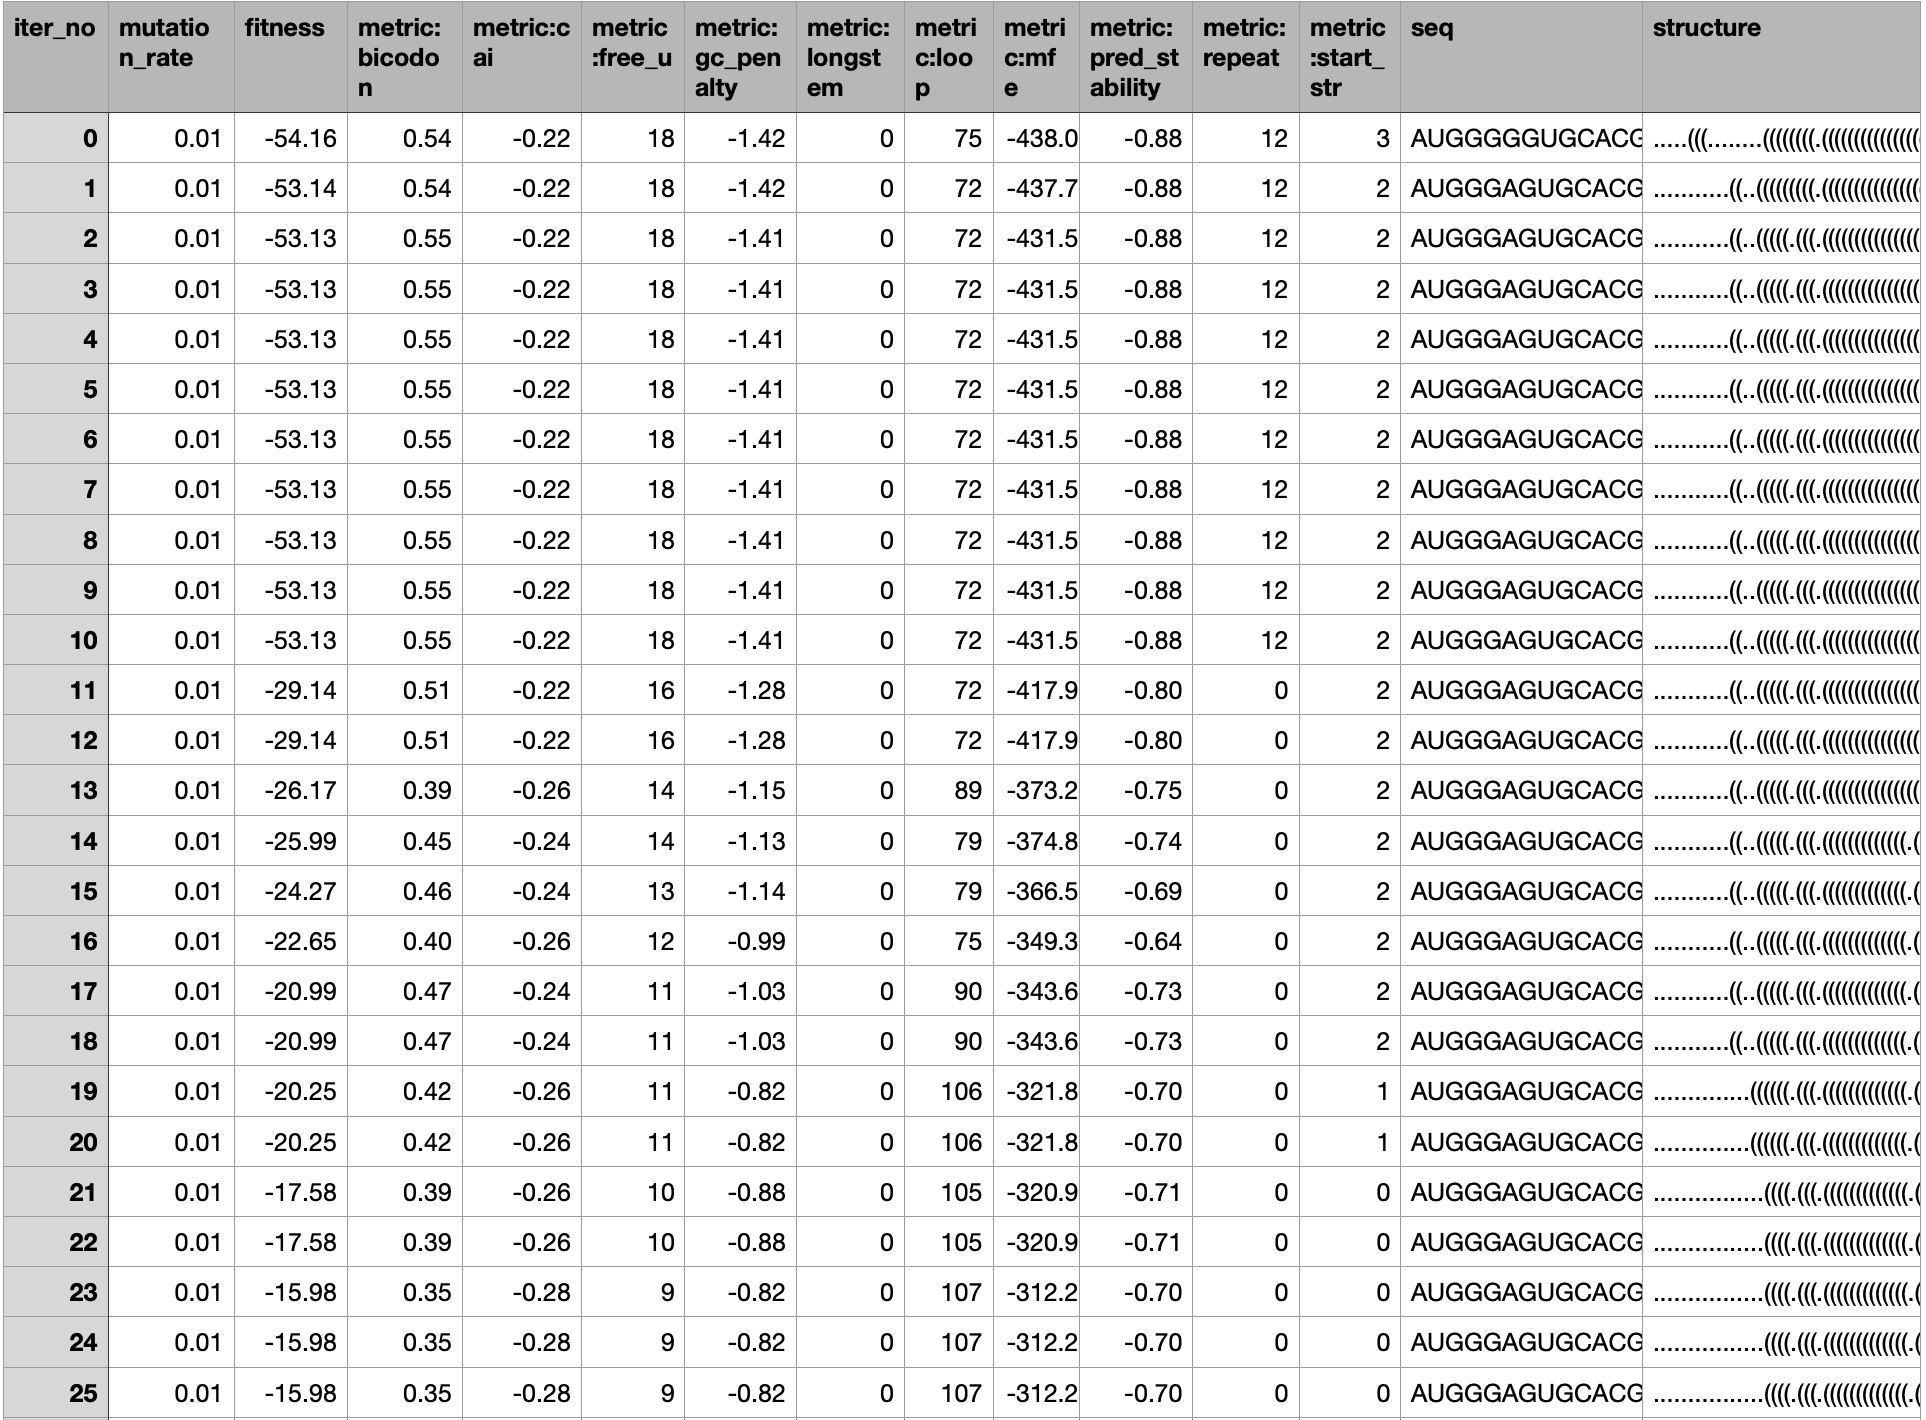 iter_no mutatio n_rate fitness metric: bicodo n metric:c ai metric :free_u metric: gc_pen alty metric: longst em metri c:loo p metri c:mf e metric: pred_st ability metric: repeat metric :start_ str seq structure
0 0.01 -54.16 0.54 -0.22 18 -1.42 0 75 -438.0 -0.88 12 3 AUGGGGGUGCACG .....(((........((((((((.(((((((((((((((
1 0.01 -53.14 0.54 -0.22 18 -1.42 0 72 -437.7 -0.88 12 2 AUGGGAGUGCACG ...........((..(((((((((.(((((((((((((((
2 0.01 -53.13 0.55 -0.22 18 -1.41 0 72 -431.5 -0.88 12 2 AUGGGAGUGCACG ...........((..(((((.(((.(((((((((((((((
3 0.01 -53.13 0.55 -0.22 18 -1.41 0 72 -431.5 -0.88 12 2 AUGGGAGUGCACG ...........((..(((((.(((.(((((((((((((((
4 0.01 -53.13 0.55 -0.22 18 -1.41 0 72 -431.5 -0.88 12 2 AUGGGAGUGCACG ...........((..(((((.(((.(((((((((((((((
5 0.01 -53.13 0.55 -0.22 18 -1.41 0 72 -431.5 -0.88 12 2 AUGGGAGUGCACG ...........((..(((((.(((.(((((((((((((((
6 0.01 -53.13 0.55 -0.22 18 -1.41 0 72 -431.5 -0.88 12 2 AUGGGAGUGCACG ...........((..(((((.(((.(((((((((((((((
7 0.01 -53.13 0.55 -0.22 18 -1.41 0 72 -431.5 -0.88 12 2 AUGGGAGUGCACG ...........((..(((((.(((.(((((((((((((((
8 0.01 -53.13 0.55 -0.22 18 -1.41 0 72 -431.5 -0.88 12 2 AUGGGAGUGCACG ...........((..(((((.(((.(((((((((((((((
9 0.01 -53.13 0.55 -0.22 18 -1.41 0 72 -431.5 -0.88 12 2 AUGGGAGUGCACG ...........((..(((((.(((.(((((((((((((((
10 0.01 -53.13 0.55 -0.22 18 -1.41 0 72 -431.5 -0.88 12 2 AUGGGAGUGCACG ...........((..(((((.(((.(((((((((((((((
11 0.01 -29.14 0.51 -0.22 16 -1.28 0 72 -417.9 -0.80 0 2 AUGGGAGUGCACG ...........((..(((((.(((.(((((((((((((((
12 0.01 -29.14 0.51 -0.22 16 -1.28 0 72 -417.9 -0.80 0 2 AUGGGAGUGCACG ...........((..(((((.(((.(((((((((((((((
13 0.01 -26.17 0.39 -0.26 14 -1.15 0 89 -373.2 -0.75 0 2 AUGGGAGUGCACG ...........((..(((((.(((.(((((((((((((((
14 0.01 -25.99 0.45 -0.24 14 -1.13 0 79 -374.8 -0.74 0 2 AUGGGAGUGCACG ...........((..(((((.(((.(((((((((((((.(
15 0.01 -24.27 0.46 -0.24 13 -1.14 0 79 -366.5 -0.69 0 2 AUGGGAGUGCACG ...........((..(((((.(((.(((((((((((((.(
16 0.01 -22.65 0.40 -0.26 12 -0.99 0 75 -349.3 -0.64 0 2 AUGGGAGUGCACG ...........((..(((((.(((.(((((((((((((.(
17 0.01 -20.99 0.47 -0.24 11 -1.03 0 90 -343.6 -0.73 0 2 AUGGGAGUGCACG ...........((..(((((.(((.(((((((((((((.(
18 0.01 -20.99 0.47 -0.24 11 -1.03 0 90 -343.6 -0.73 0 2 AUGGGAGUGCACG ...........((..(((((.(((.(((((((((((((.(
19 0.01 -20.25 0.42 -0.26 11 -0.82 0 106 -321.8 -0.70 0 1 AUGGGAGUGCACG ..............((((((.(((.(((((((((((((.(
20 0.01 -20.25 0.42 -0.26 11 -0.82 0 106 -321.8 -0.70 0 1 AUGGGAGUGCACG ..............((((((.(((.(((((((((((((.(
21 0.01 -17.58 0.39 -0.26 10 -0.88 0 105 -320.9 -0.71 0 0 AUGGGAGUGCACG ................((((.(((.(((((((((((((.(
22 0.01 -17.58 0.39 -0.26 10 -0.88 0 105 -320.9 -0.71 0 0 AUGGGAGUGCACG ................((((.(((.(((((((((((((.(
23 0.01 -15.98 0.35 -0.28 9 -0.82 0 107 -312.2 -0.70 0 0 AUGGGAGUGCACG ................((((.(((.(((((((((((((.(
24 0.01 -15.98 0.35 -0.28 9 -0.82 0 107 -312.2 -0.70 0 0 AUGGGAGUGCACG ................((((.(((.(((((((((((((.(
25 0.01 -15.98 0.35 -0.28 9 -0.82 0 107 -312.2 -0.70 0 0 AUGGGAGUGCACG ................((((.(((.(((((((((((((.(